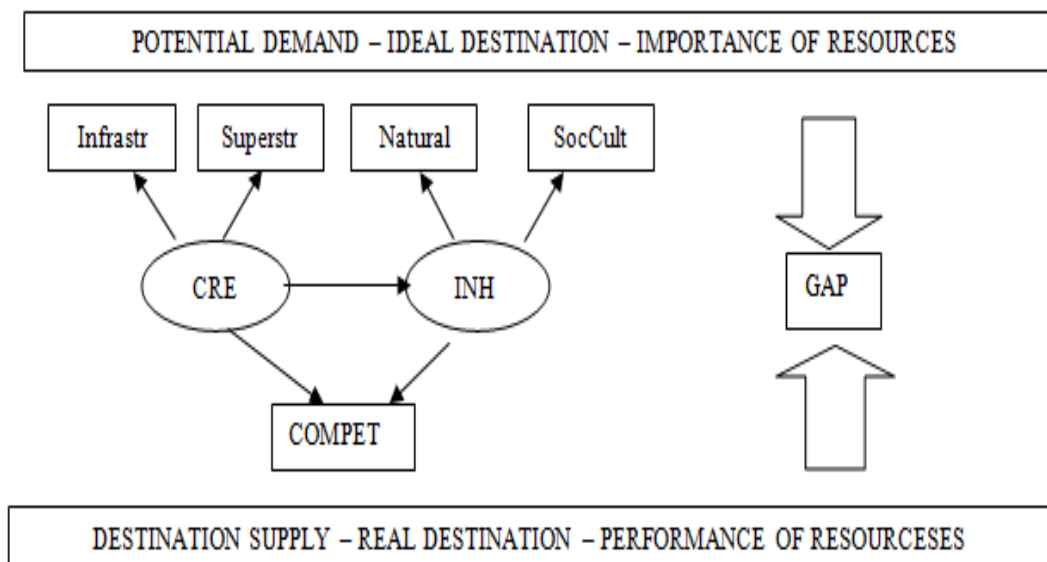 POTENTIAL DEMAND – IDEAL DESTINATION – IMPORTANCE OF RESOURCES
Infrastr
Superstr
Natural
SocCult
CRE
INH
GAP
COMPET
DESTINATION SUPPLY – REAL DESTINATION – PERFORMANCE OF RESOURCESES